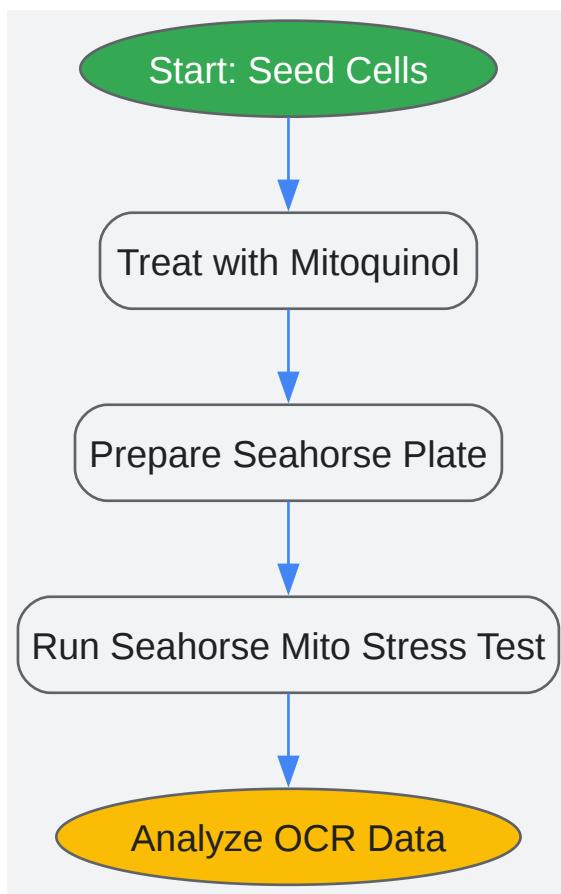 Start: Seed Cells
Treat with Mitoquinol
Prepare Seahorse Plate
Run Seahorse Mito Stress Test
Analyze OCR Data